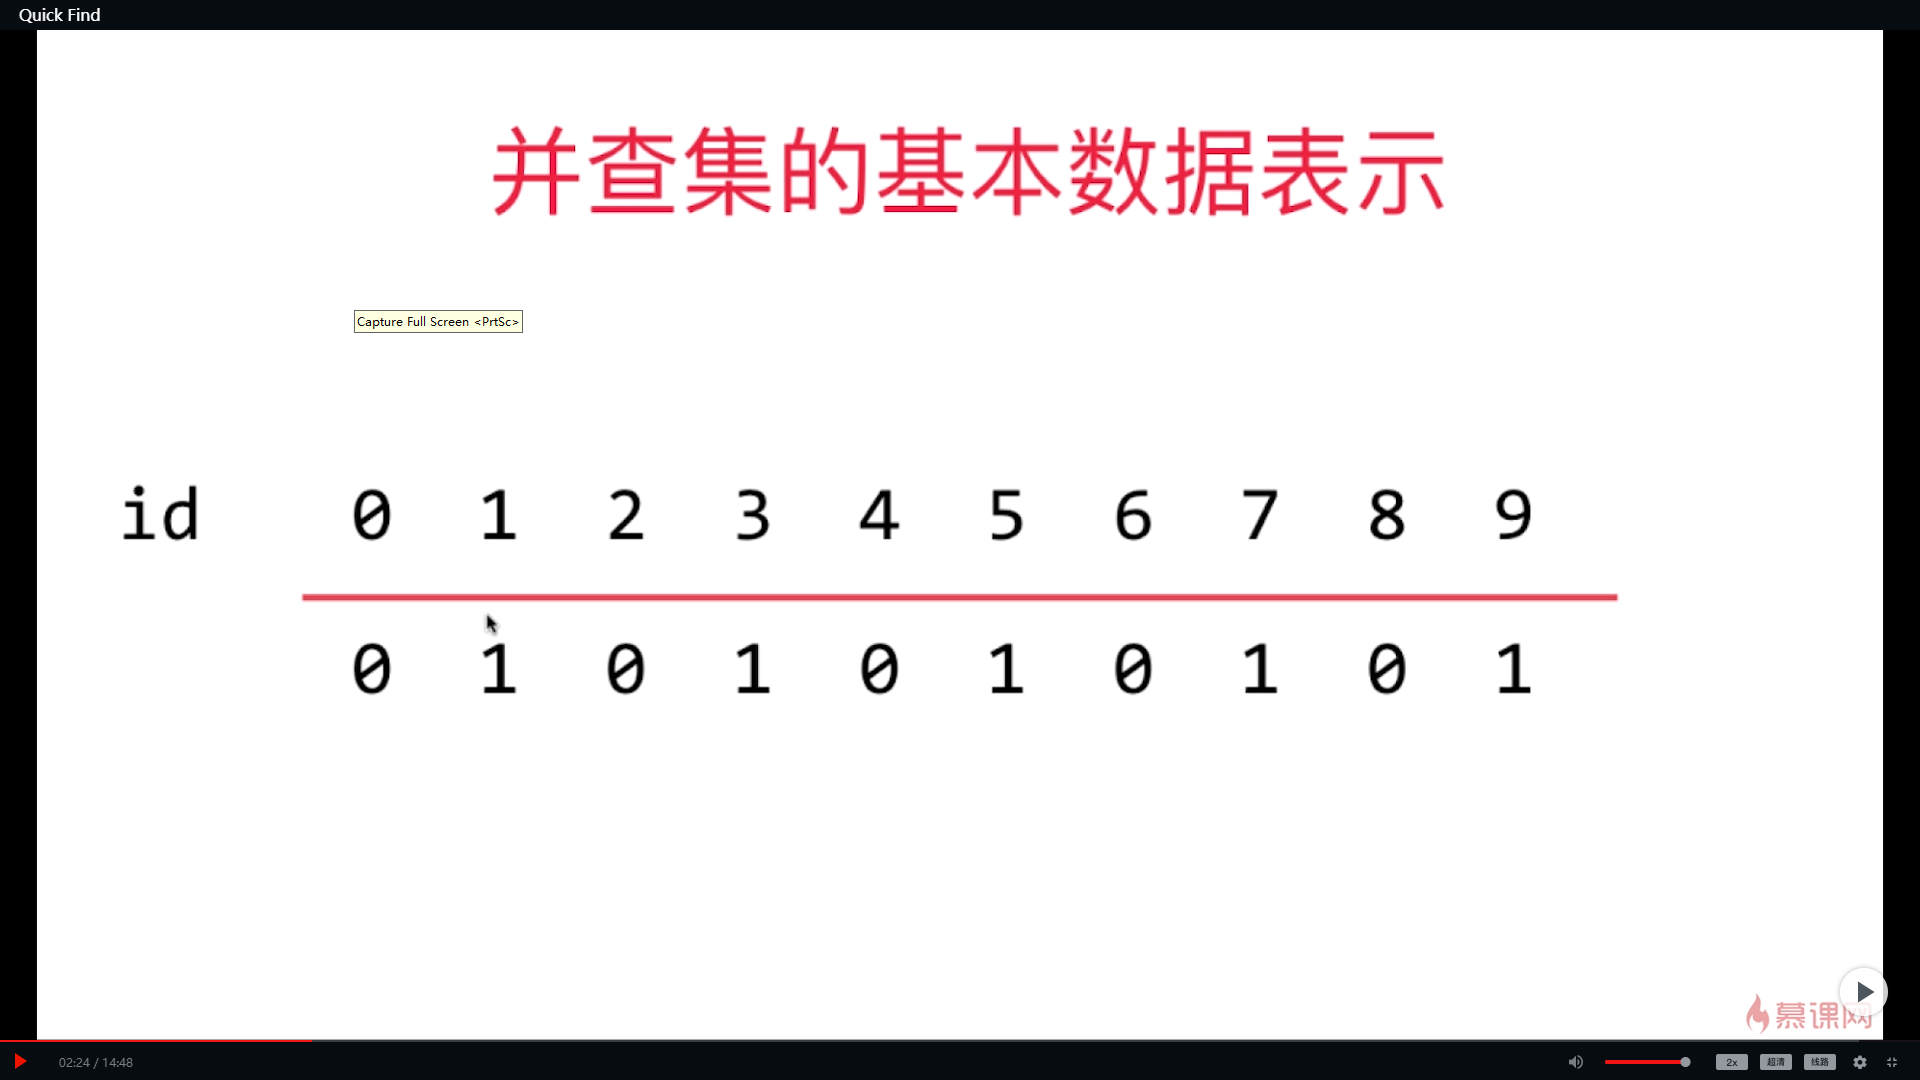 Quick Find
并查集的基本数据表示
Capture Full Screen <PrtSc>
id 0 1 2 3 4 5 6 7 8 9
0 1 0 1 0 1 0 1 0 1
慕课网
02:24 / 14:48 2x 超清 线路